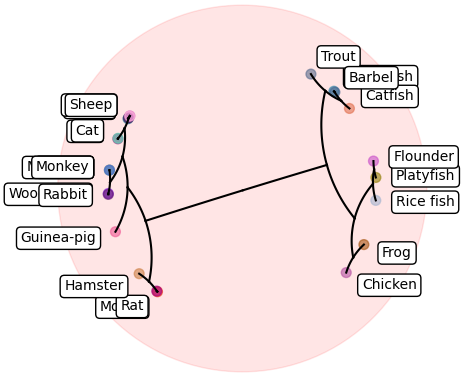 Trout
Barbel
sh
Catfish
Sheep
Cat
Flounder
Monkey
Platyfish
Woo
Rabbit
Rice fish
Guinea-pig
Frog
Hamster
Chicken
Mo
Rat